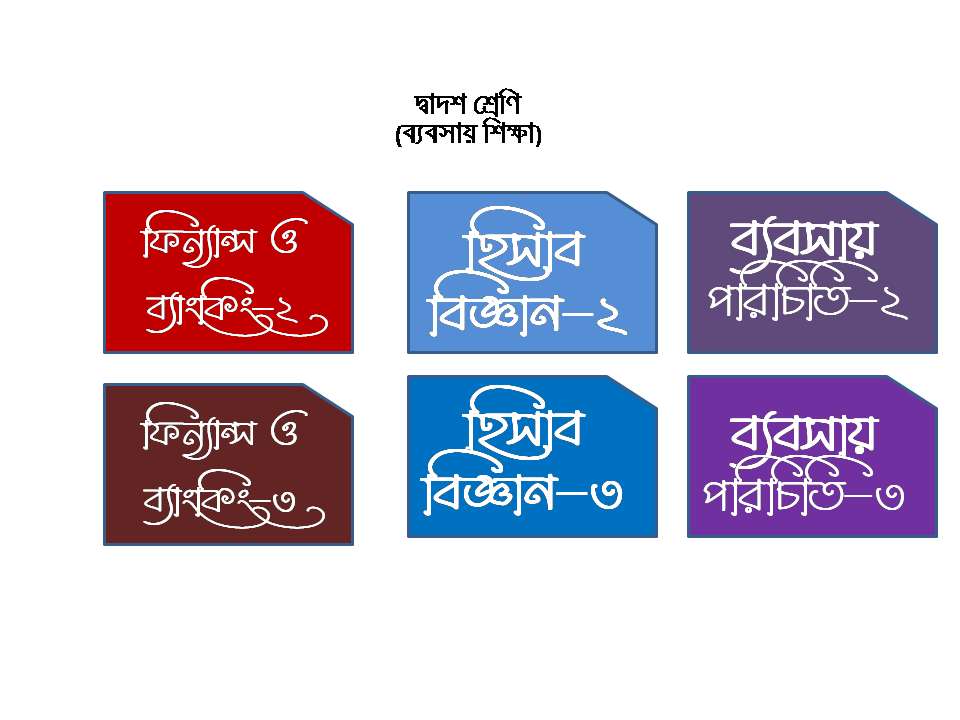 দ্বাদশ শ্রেণি
(ব্যবসায় শিক্ষা)
ফিন্যান্স ও
ব্যাংকিং-২
হিসাব
বিজ্ঞান-২
ব্যবসায়
পরিচিতি-২
ফিন্যান্স ও
ব্যাংকিং-৩
হিসাব
বিজ্ঞান-৩
ব্যবসায়
পরিচিতি-৩